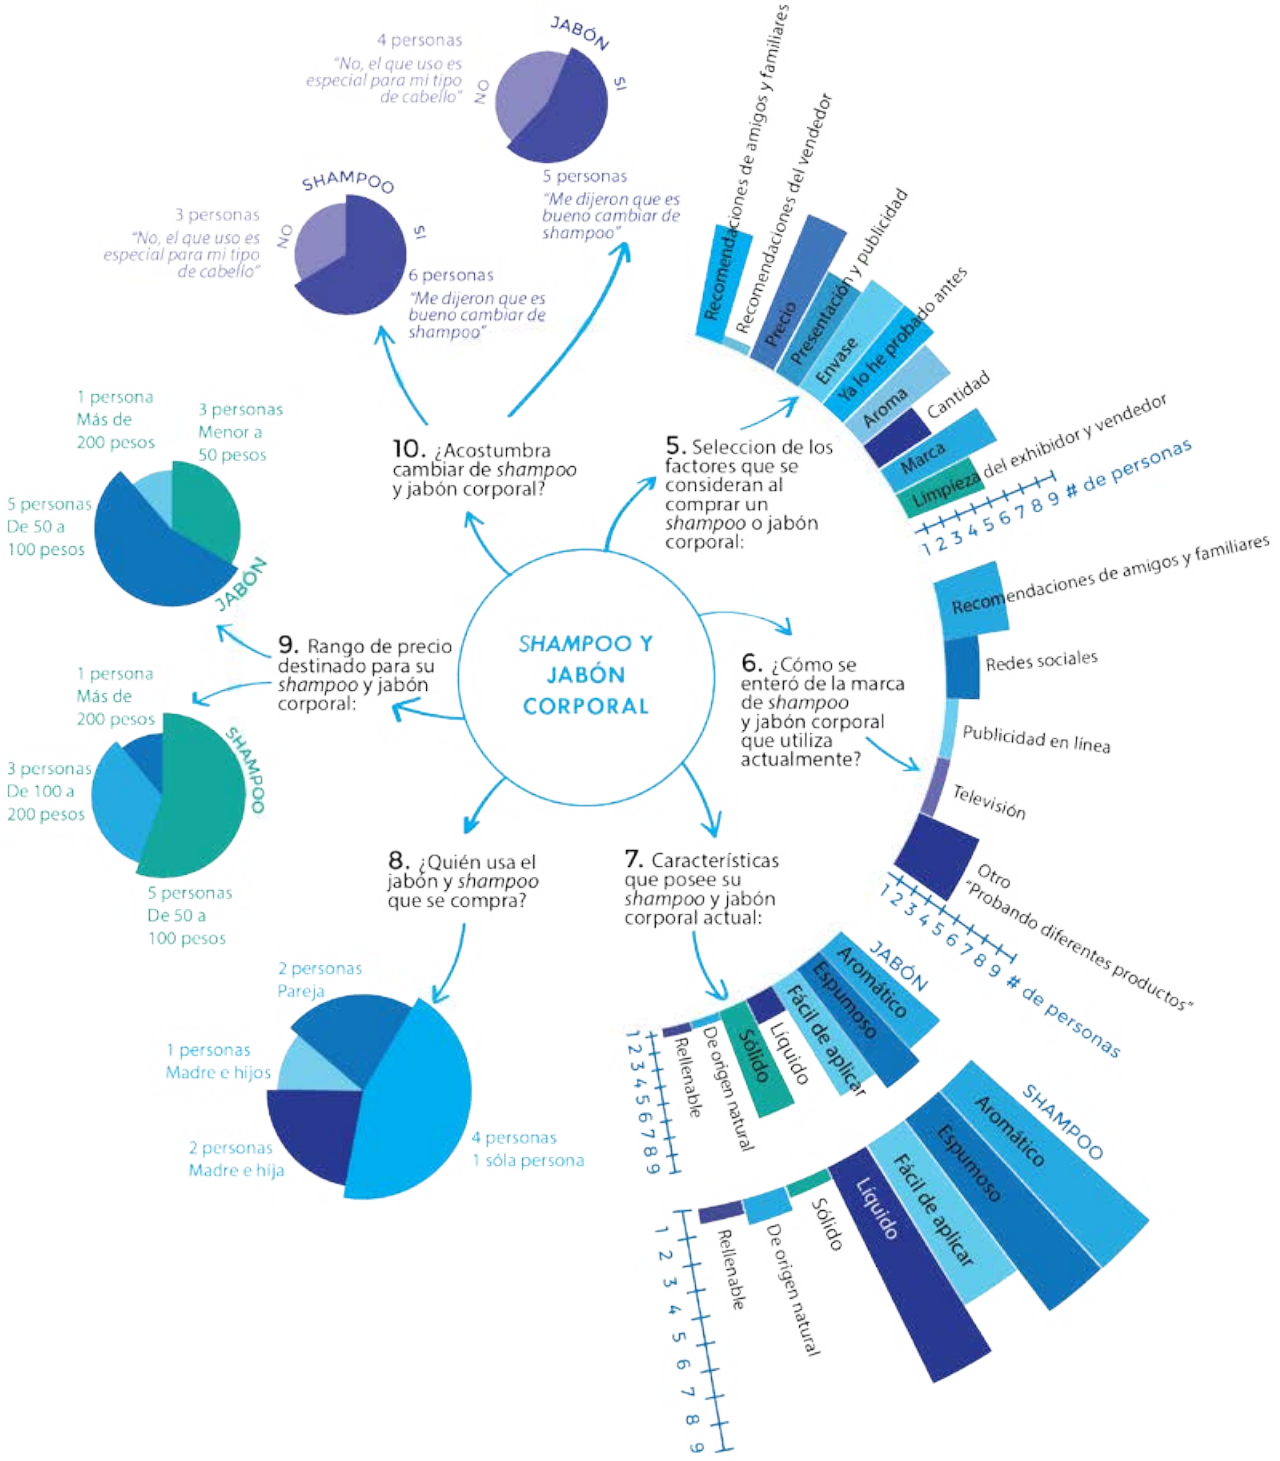 SHAMPOO Y
JABÓN
CORPORAL
5. Seleccion de los
factores que se
consideran al
comprar un
shampoo o jabón
corporal:
Recomendaciones de amigos y familiares
Recomendaciones del vendedor
Precio
Presentación y publicidad
Envase
Ya lo he probado antes
Aroma
Cantidad
Marca
Limpieza del exhibidor y vendedor
1 2 3 4 5 6 7 8 9 # de personas
6. ¿Cómo se
enteró de la marca
de shampoo
y jabón corporal
que utiliza
actualmente?
Recomendaciones de amigos y familiares
Redes sociales
Publicidad en línea
Televisión
Otro
"Probando diferentes productos"
1 2 3 4 5 6 7 8 9 # de personas
7. Características
que posee su
shampoo y jabón
corporal actual:
JABÓN
Aromático
Espumoso
Fácil de aplicar
Líquido
Sólido
De origen natural
Rellenable
1 2 3 4 5 6 7 8 9
SHAMPOO
Aromático
Espumoso
Fácil de aplicar
Líquido
Sólido
De origen natural
Rellenable
1 2 3 4 5 6 7 8 9
8. ¿Quién usa el
jabón y shampoo
que se compra?
2 personas
Pareja
1 personas
Madre e hijos
2 personas
Madre e hija
4 personas
1 sóla persona
9. Rango de precio
destinado para su
shampoo y jabón
corporal:
JABÓN
1 persona
Más de
200 pesos
3 personas
Menor a
50 pesos
5 personas
De 50 a
100 pesos
SHAMPOO
1 persona
Más de
200 pesos
3 personas
De 100 a
200 pesos
5 personas
De 50 a
100 pesos
10. ¿Acostumbra
cambiar de shampoo
y jabón corporal?
SHAMPOO
NO
SI
3 personas
"No, el que uso es
especial para mi tipo
de cabello"
6 personas
"Me dijeron que es
bueno cambiar de
shampoo"
JABÓN
NO
SI
4 personas
"No, el que uso es
especial para mi tipo
de cabello"
5 personas
"Me dijeron que es
bueno cambiar de
shampoo"